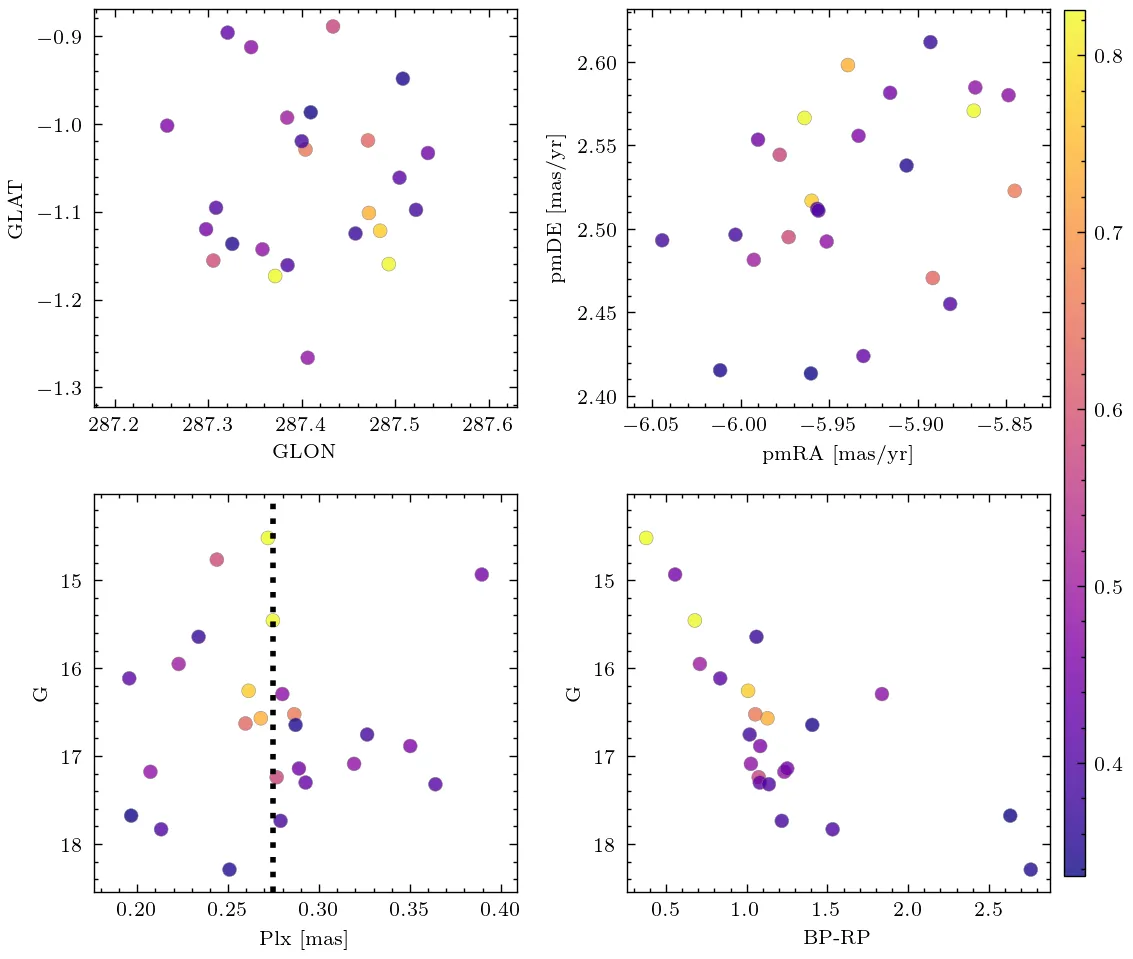 −0.9
−1.0
−1.1
−1.2
−1.3
GLAT
287.2 287.3 287.4 287.5 287.6
GLON
2.60
2.55
2.50
2.45
2.40
pmDE [mas/yr]
−6.05 −6.00 −5.95 −5.90 −5.85
pmRA [mas/yr]
15
16
17
18
G
0.20 0.25 0.30 0.35 0.40
Plx [mas]
15
16
17
18
G
0.5 1.0 1.5 2.0 2.5
BP-RP
0.8
0.7
0.6
0.5
0.4